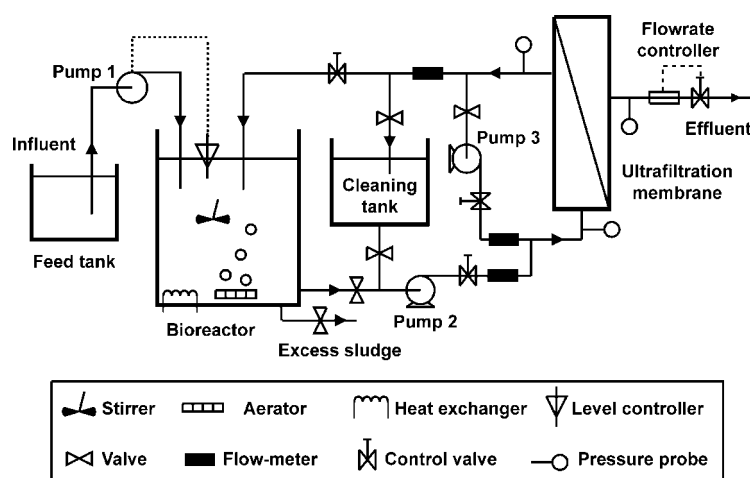 Flowrate
controller
Pump 1
Influent
Effluent
Pump 3
Cleaning
tank
Ultrafiltration
membrane
Feed tank
Bioreactor
Pump 2
Excess sludge
Stirrer
Aerator
Heat exchanger
Level controller
Valve
Flow-meter
Control valve
Pressure probe